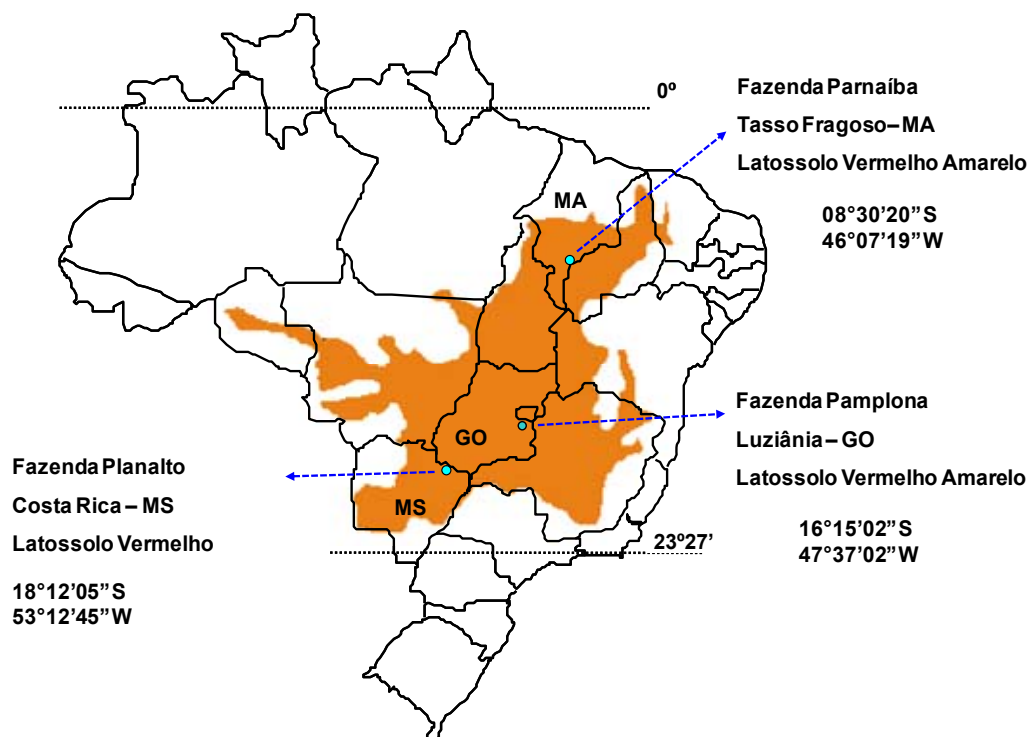 0º
Fazenda Parnaíba
Tasso Fragoso–MA
Latossolo Vermelho Amarelo
08°30’20”S
46°07’19”W
MA
Fazenda Pamplona
Luziânia – GO
Latossolo Vermelho Amarelo
16°15’02”S
47°37’02”W
GO
Fazenda Planalto
Costa Rica – MS
Latossolo Vermelho
18°12’05”S
53°12’45”W
MS
23º27’